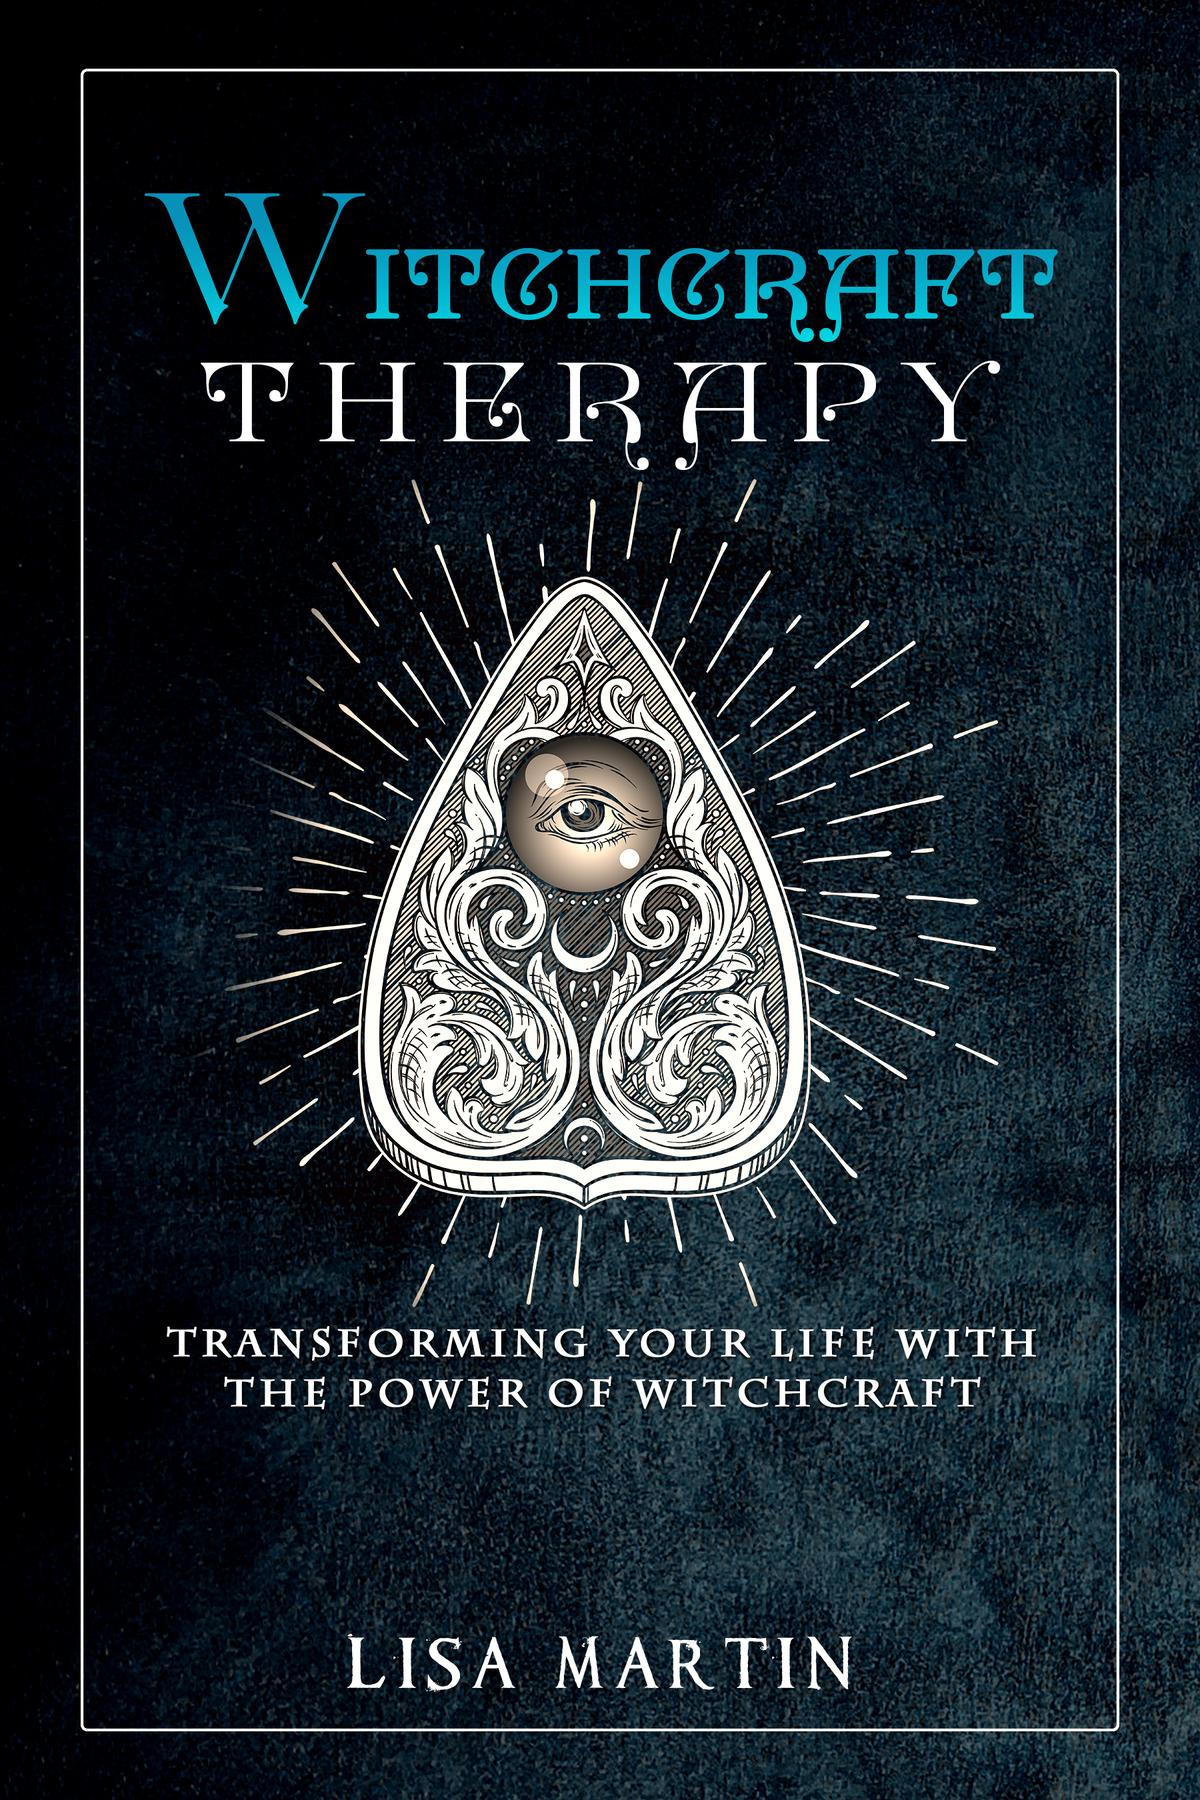 Witchcraft
THERAPY
TRANSFORMING YOUR LIFE WITH
THE POWER OF WITCHCRAFT
LISA MARTIN